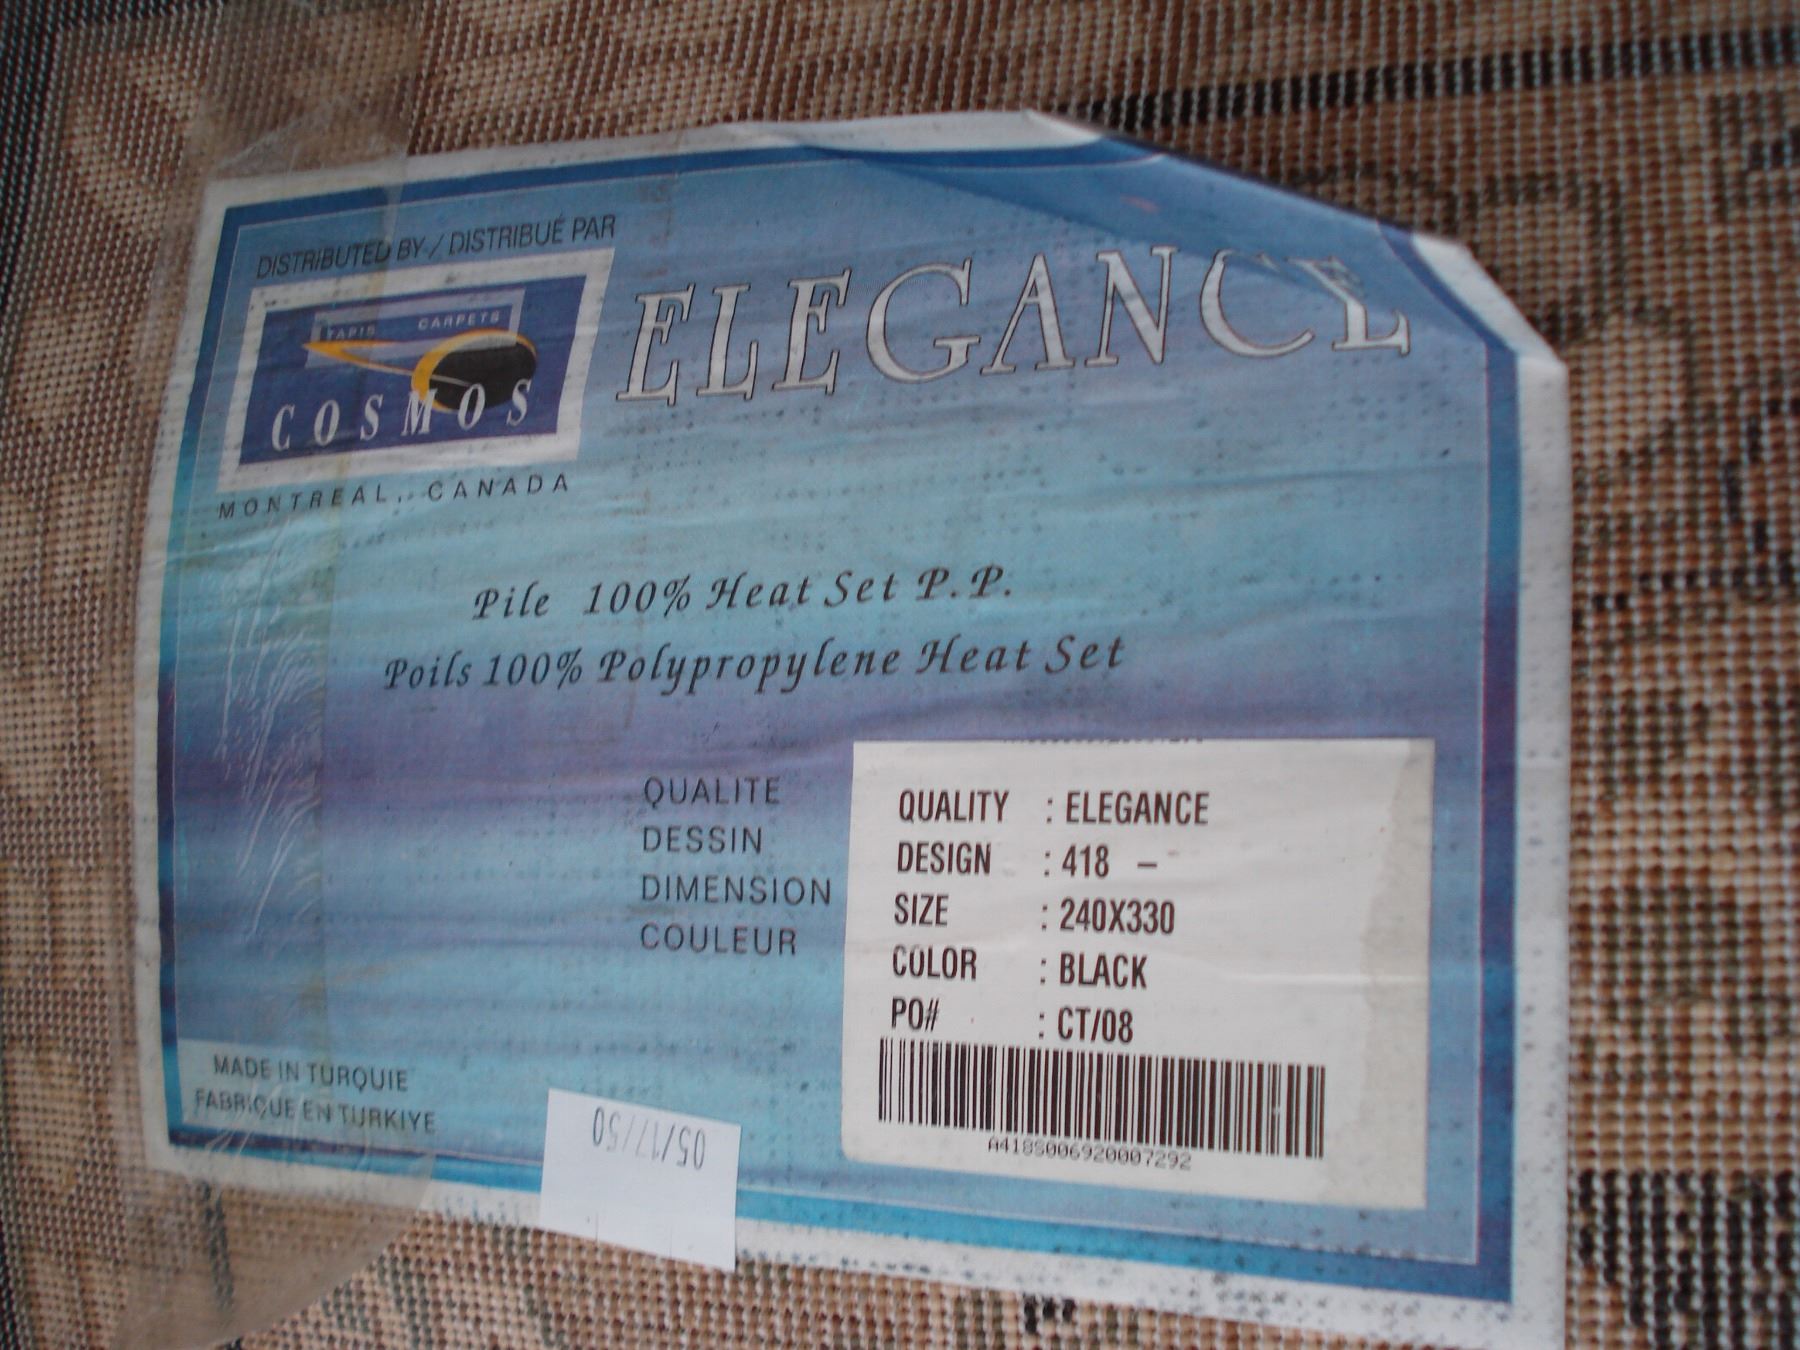 DISTRIBUTED BY / DISTRIBUÉ PAR
TAPIS CARPETS
COSMOS
MONTREAL, CANADA
ELEGANCE
Pile 100% Heat Set P.P.
Poils 100% Polypropylene Heat Set
QUALITE
DESSIN
DIMENSION
COULEUR
QUALITY : ELEGANCE
DESIGN : 418 –
SIZE : 240X330
COLOR : BLACK
PO# : CT/08
A418S006920007292
MADE IN TURQUIE
FABRIQUE EN TURKIYE
05/17/50